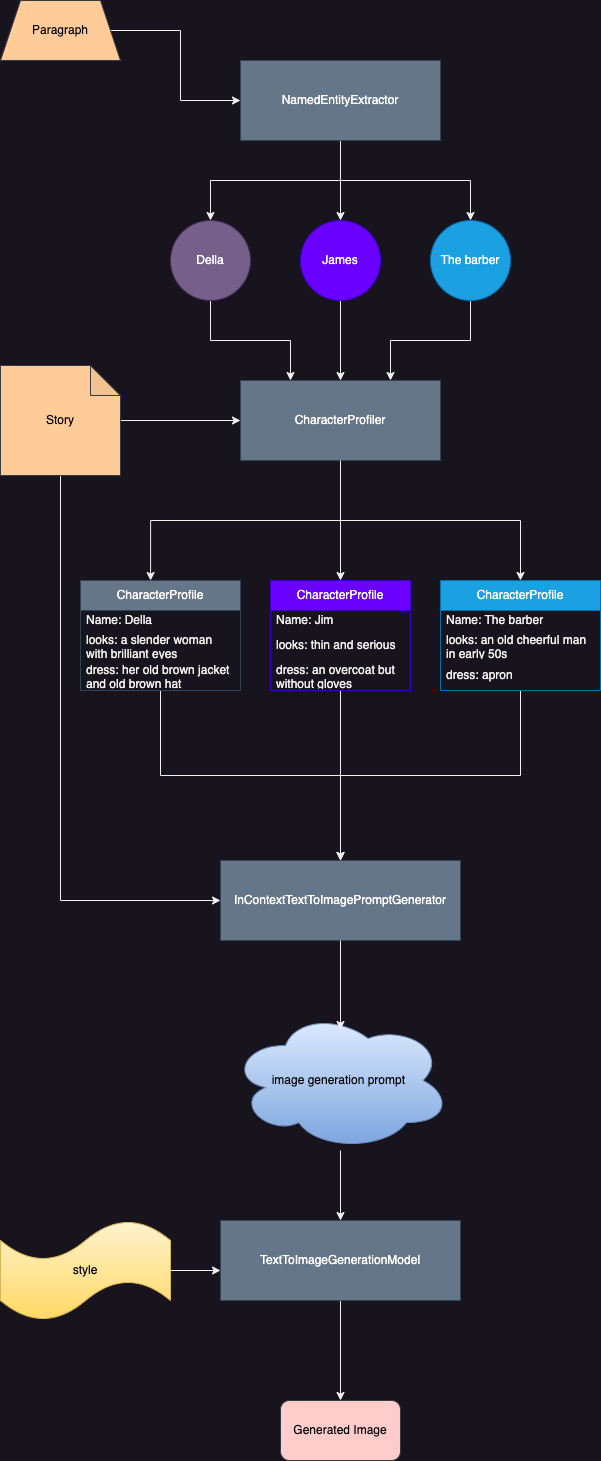 Paragraph
NamedEntityExtractor
Della
James
The barber
Story
CharacterProfiler
CharacterProfile
Name: Della
looks: a slender woman
with brilliant eyes
dress: her old brown jacket
and old brown hat
CharacterProfile
Name: Jim
looks: thin and serious
dress: an overcoat but
without gloves
CharacterProfile
Name: The barber
looks: an old cheerful man
in early 50s
dress: apron
InContextTextToImagePromptGenerator
image generation prompt
style
TextToImageGenerationModel
Generated Image